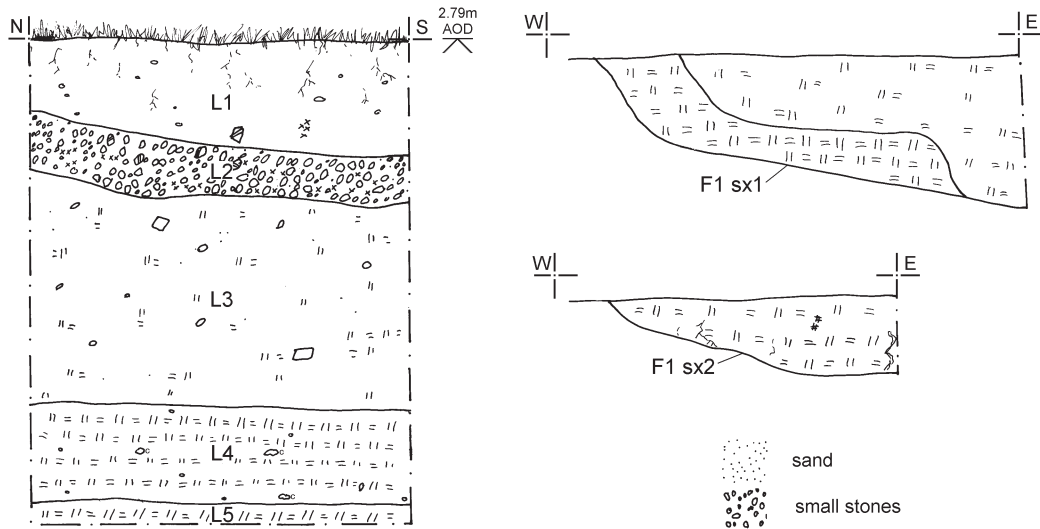 N
S
2.79m
AOD
L1
L2
L3
L4
c
c
c
L5
W
E
F1 sx1
W
E
F1 sx2
sand
small stones